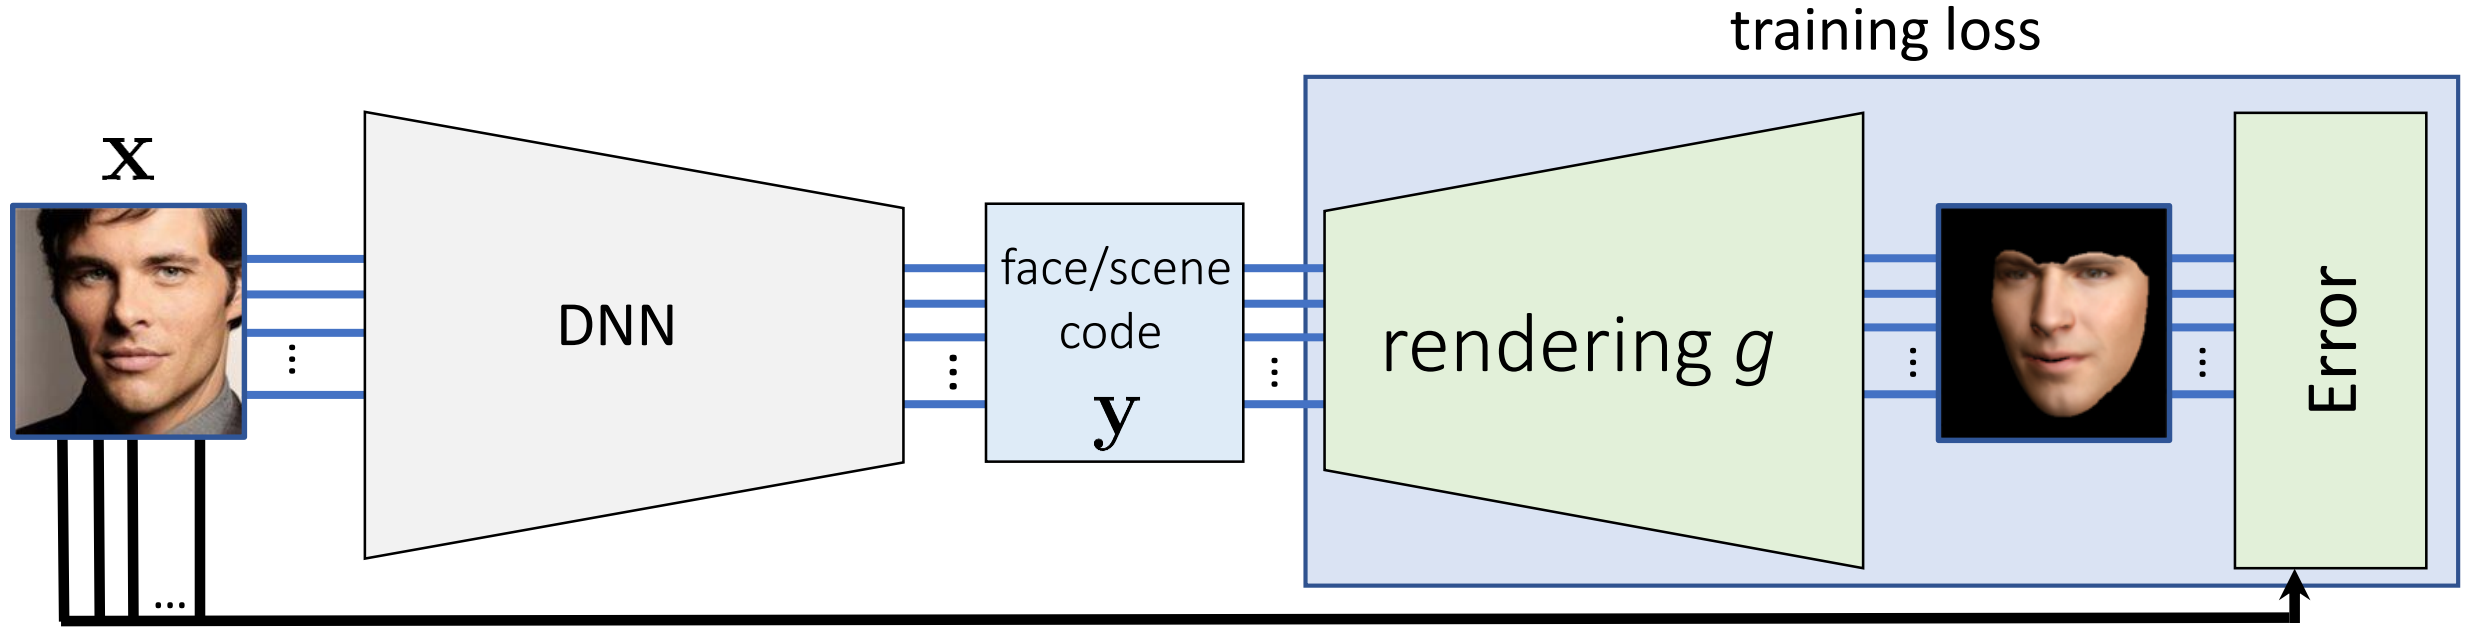 training loss
x
DNN
face/scene
code
y
rendering g
Error